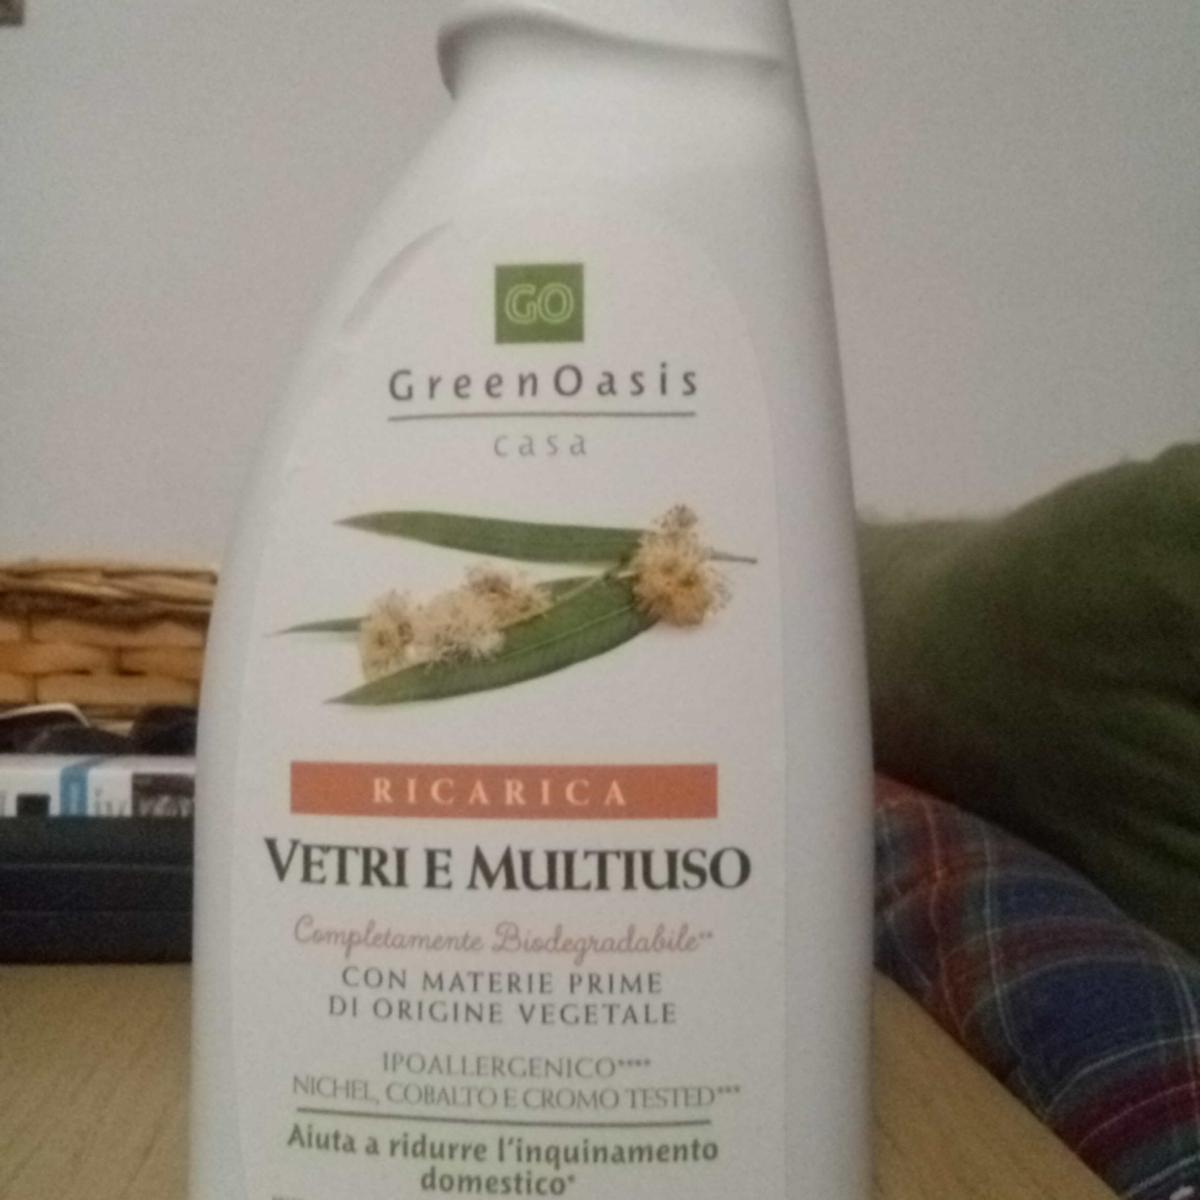 GO
GreenOasis
casa
RICARICA
VETRI E MULTIUSO
Completamente Biodegradabile**
CON MATERIE PRIME
DI ORIGINE VEGETALE
IPOALLERGENICO****
NICHEL, COBALTO E CROMO TESTED***
Aiuta a ridurre l'inquinamento
domestico*